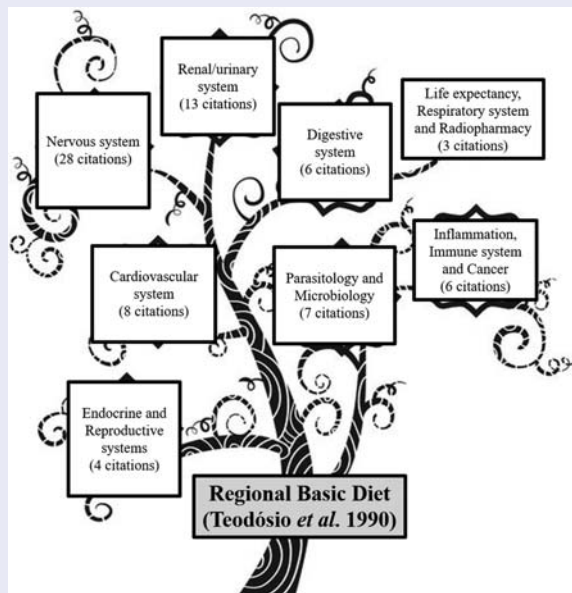 Renal/urinary
system
(13 citations)
Nervous system
(28 citations)
Digestive
system
(6 citations)
Life expectancy,
Respiratory system
and Radiopharmacy
(3 citations)
Cardiovascular
system
(8 citations)
Parasitology and
Microbiology
(7 citations)
Inflammation,
Immune system
and Cancer
(6 citations)
Endocrine and
Reproductive
systems
(4 citations)
Regional Basic Diet
(Teodósio et al. 1990)